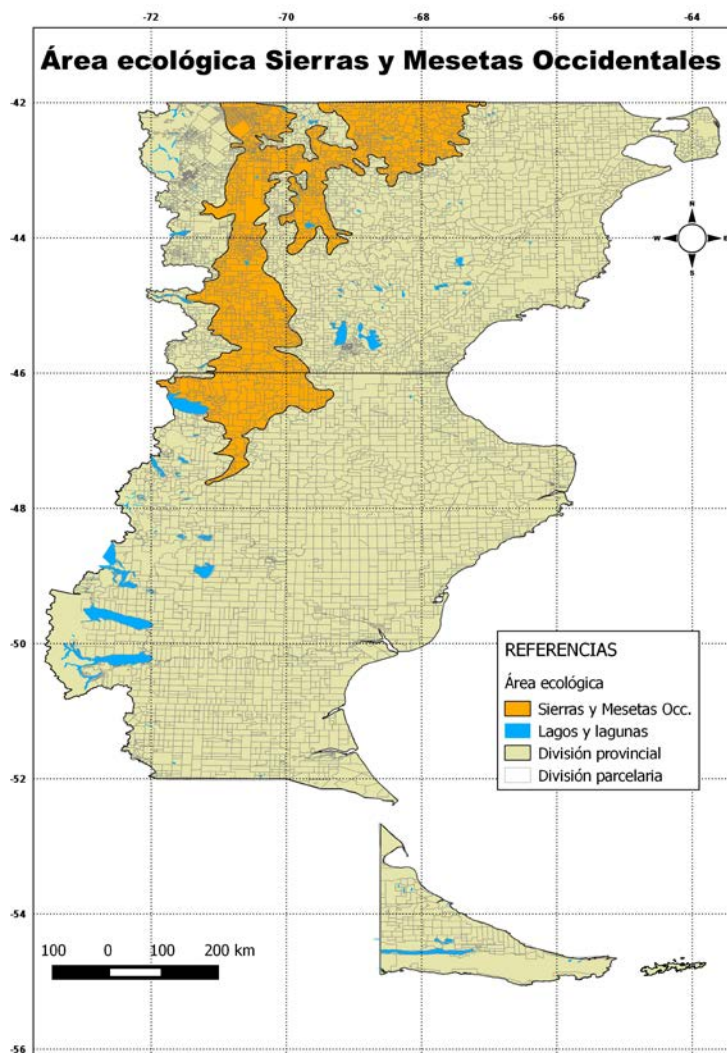 -72 -70 -68 -66 -64
Área ecológica Sierras y Mesetas Occidentales
-42
-44
-46
-48
-50
-52
-54
-56
N
W E
S
REFERENCIAS
Área ecológica
Sierras y Mesetas Occ.
Lagos y lagunas
División provincial
División parcelaria
100 0 100 200 km